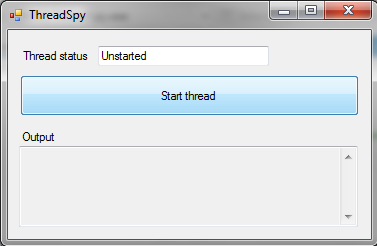 ThreadSpy
Thread status Unstarted
Start thread
Output